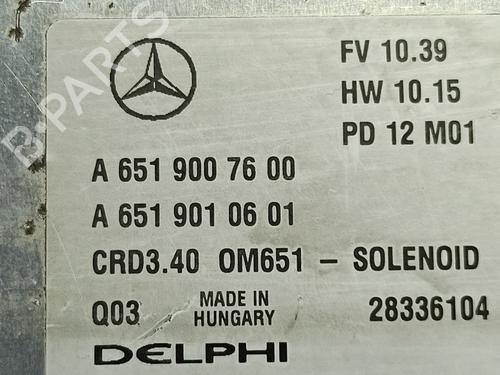 FV 10.39
HW 10.15
PD 12 M01
A 651 900 76 00
A 651 901 06 01
CRD3.40 OM651 - SOLENOID
Q03 MADE IN HUNGARY 28336104
DELPHI
B-PARTS